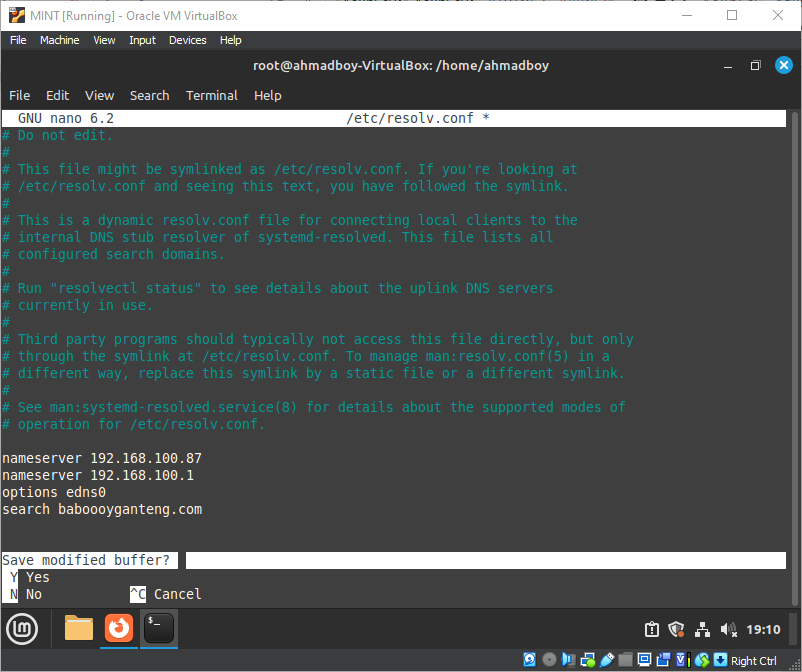 MINT [Running] - Oracle VM VirtualBox
File Machine View Input Devices Help
root@ahmadboy-VirtualBox: /home/ahmadboy
File Edit View Search Terminal Help
GNU nano 6.2 /etc/resolv.conf *
# Do not edit.
#
# This file might be symlinked as /etc/resolv.conf. If you're looking at
# /etc/resolv.conf and seeing this text, you have followed the symlink.
#
# This is a dynamic resolv.conf file for connecting local clients to the
# internal DNS stub resolver of systemd-resolved. This file lists all
# configured search domains.
#
# Run "resolvectl status" to see details about the uplink DNS servers
# currently in use.
#
# Third party programs should typically not access this file directly, but only
# through the symlink at /etc/resolv.conf. To manage man:resolv.conf(5) in a
# different way, replace this symlink by a static file or a different symlink.
#
# See man:systemd-resolved.service(8) for details about the supported modes of
# operation for /etc/resolv.conf.
nameserver 192.168.100.87
nameserver 192.168.100.1
options edns0
search baboooyganteng.com
Save modified buffer?
Y Yes
N No ^C Cancel
19:10
Right Ctrl